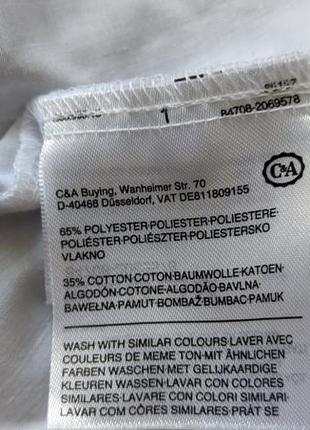 1
84708-2069578
C&A Buying, Wanheimer Str. 70
D-40468 Düsseldorf, VAT DE811809155
C&A
65% POLYESTER·POLIESTER·POLIESTERE·
POLIÉSTER·POLIÉSZTER·POLIESTERSKO
VLAKNO
35% COTTON·COTON·BAUMWOLLE·KATOEN·
ALGODÓN·COTONE·ALGODÃO·BAVLNA·
BAWEŁNA·PAMUT·BOMBAŽ·BUMBAC·PAMUK
WASH WITH SIMILAR COLOURS·LAVER AVEC
COULEURS DE MEME TON·MIT ÄHNLICHEN
FARBEN WASCHEN·MET GELIJKAARDIGE
KLEUREN WASSEN·LAVAR CON COLORES
SIMILARES·LAVARE CON COLORI SIMILI·
LAVAR COM CÔRES SIMILARES·PRÁT SE